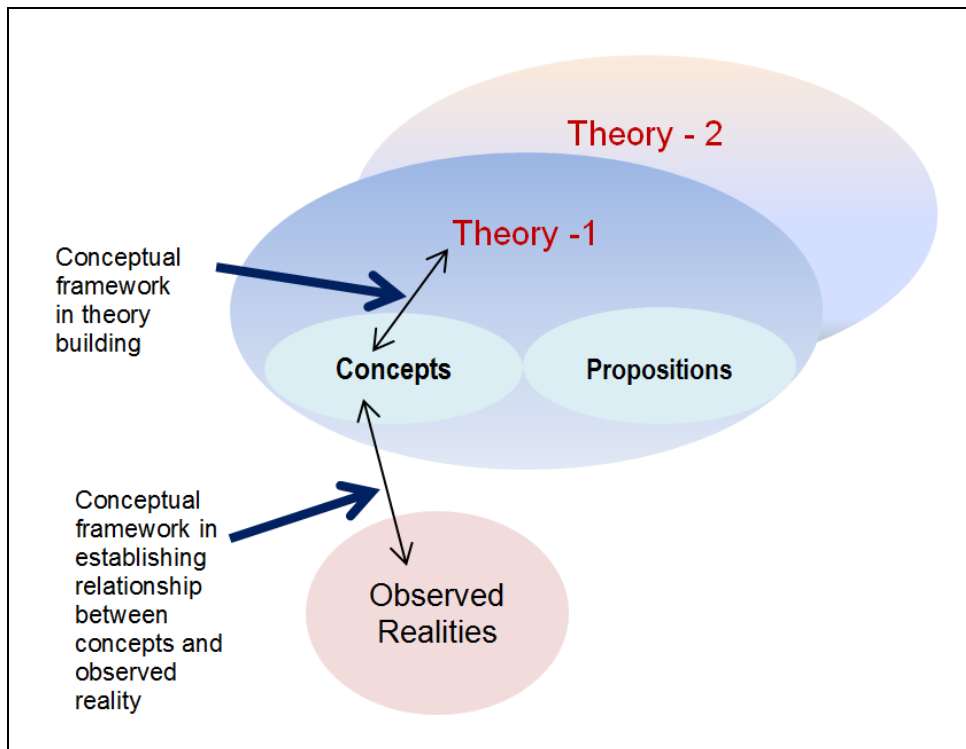 Theory - 2
Theory -1
Conceptual
framework
in theory
building
Concepts
Propositions
Conceptual
framework in
establishing
relationship
between
concepts and
observed
reality
Observed
Realities